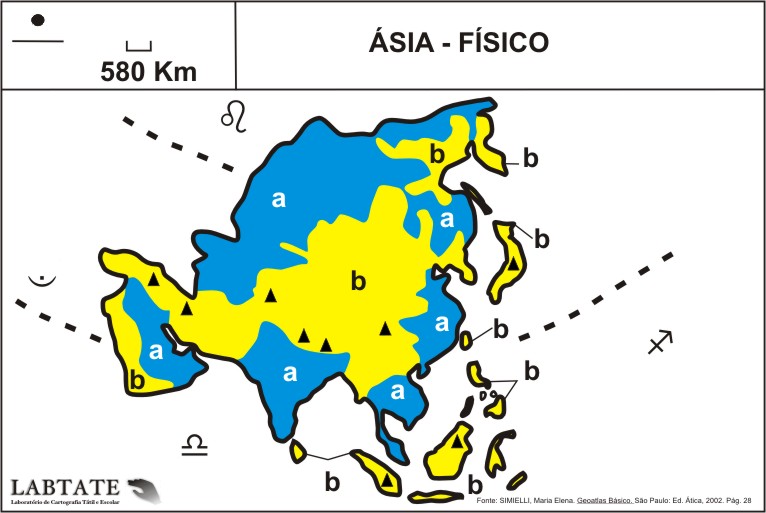 580 Km
ÁSIA - FÍSICO
♌
b
b
a
a
b
b
a
b
a
b
a
b
a
♐
♎
b
b
LABTATE
Laboratório de Cartografia Tátil e Escolar
Fonte: SIMIELLI, Maria Elena. Geoatlas Básico. São Paulo: Ed. Ática, 2002. Pág. 28